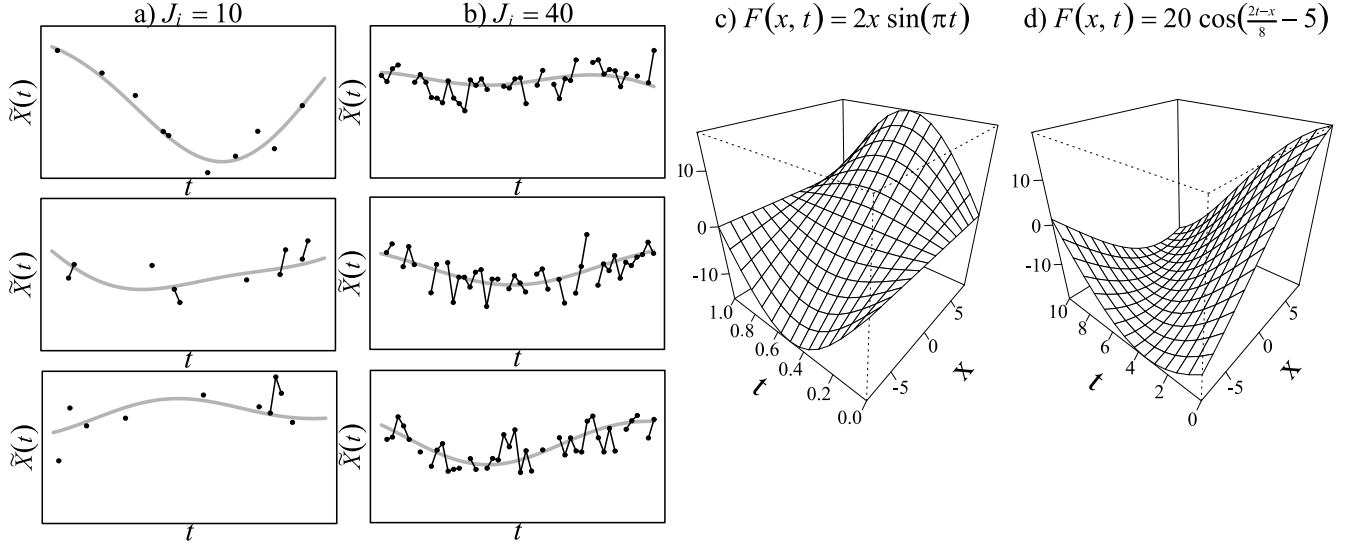 a) J_i = 10
b) J_i = 40
c) F(x, t) = 2x sin(πt)
d) F(x, t) = 20 cos(\frac{2t−x}{8} − 5)
X̃(t)
t
X̃(t)
t
X̃(t)
t
X̃(t)
t
X̃(t)
t
X̃(t)
t
10
0
-10
1.0
0.8
0.6
0.4
0.2
0.0
t
-5
0
5
x
10
0
-10
10
8
6
4
2
0
t
-5
0
5
x